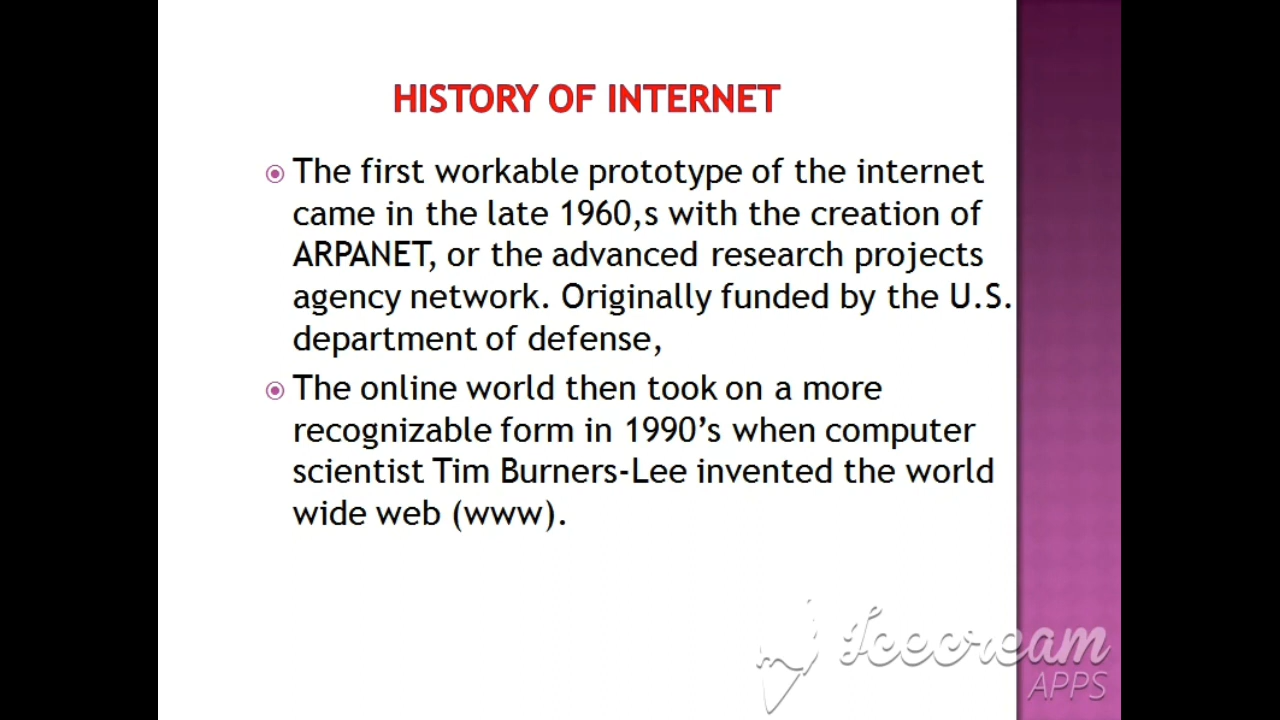 HISTORY OF INTERNET
The first workable prototype of the internet
came in the late 1960,s with the creation of
ARPANET, or the advanced research projects
agency network. Originally funded by the U.S.
department of defense,
The online world then took on a more
recognizable form in 1990’s when computer
scientist Tim Burners-Lee invented the world
wide web (www).
Icecream
APPS